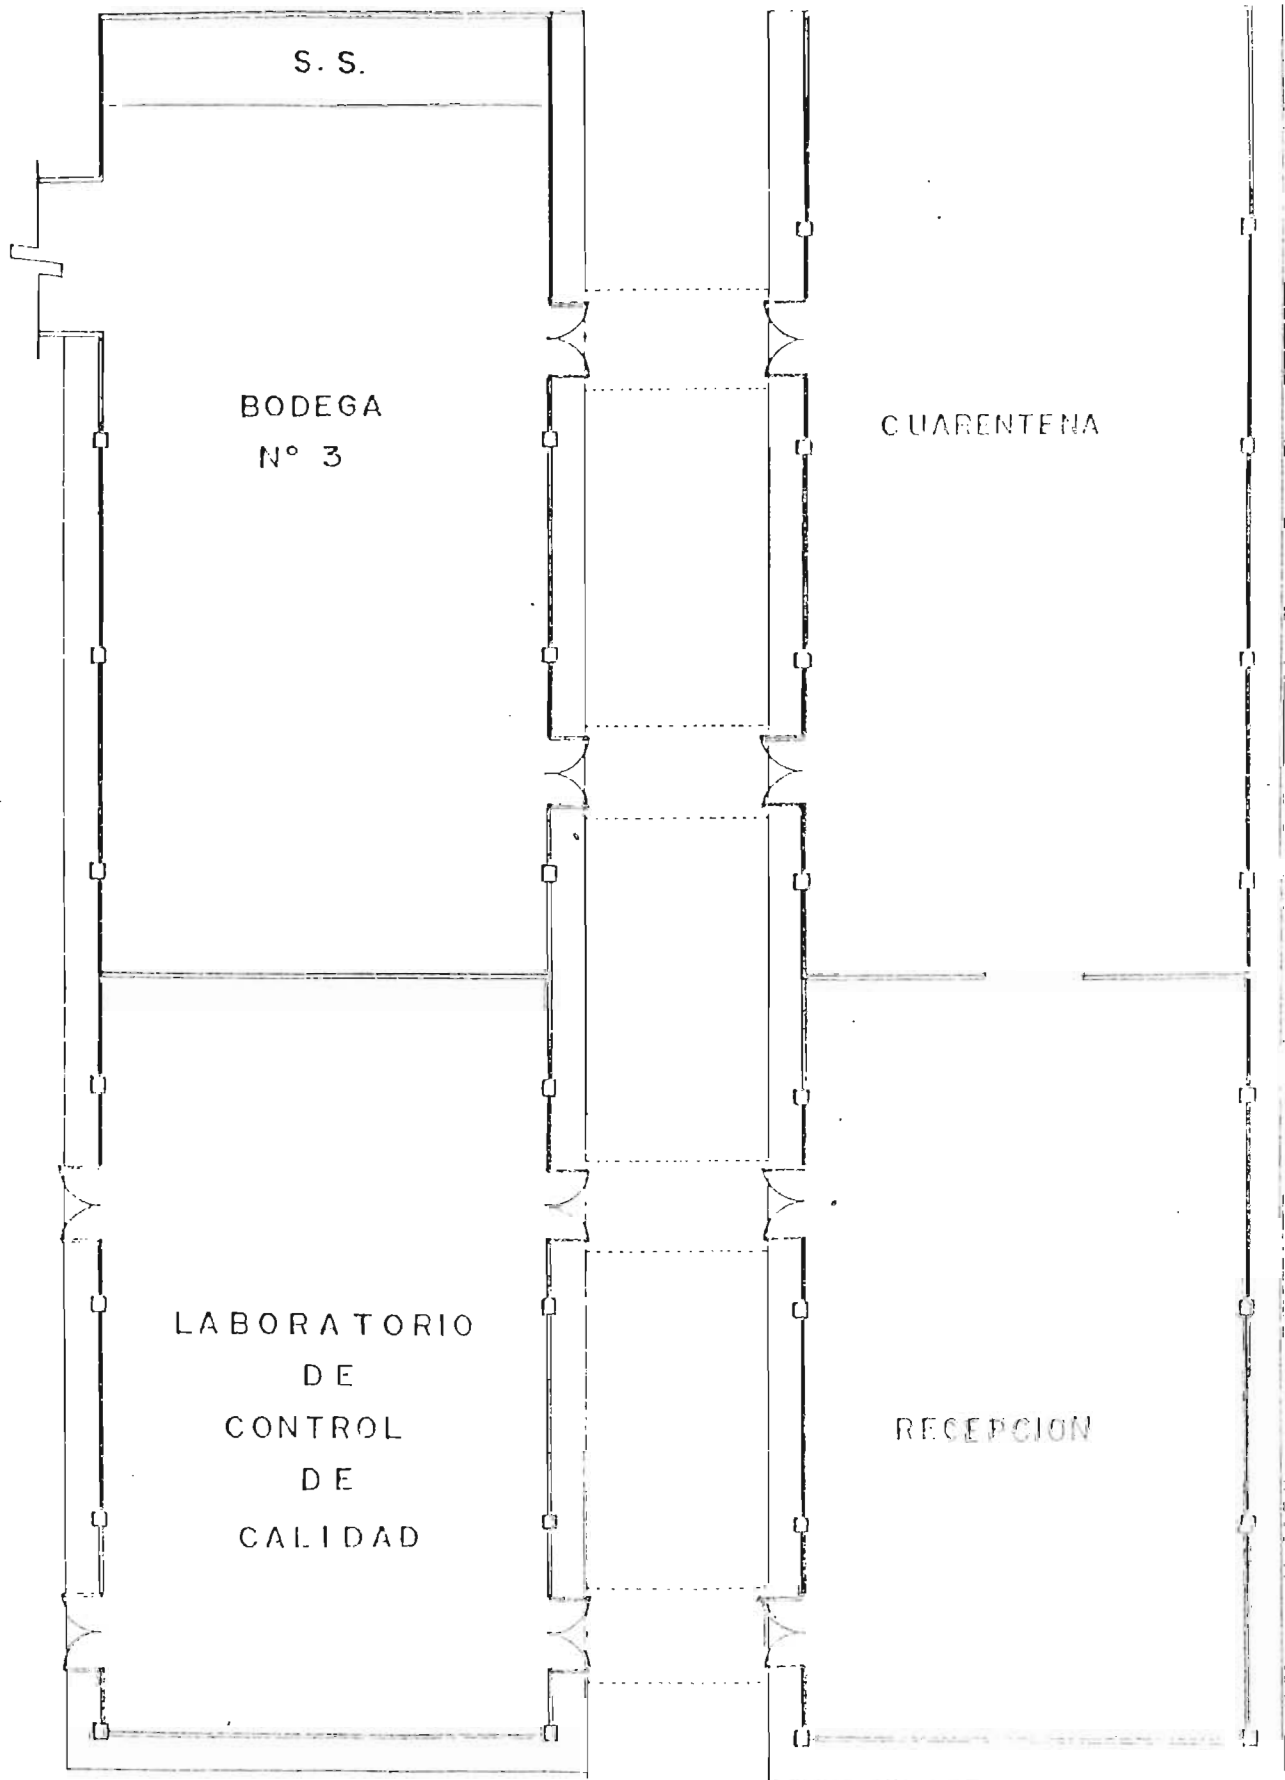 S. S.
BODEGA
N° 3
CUARENTENA
LABORATORIO
DE
CONTROL
DE
CALIDAD
RECEPCION